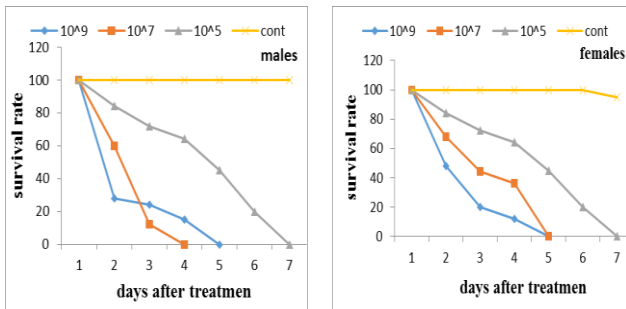 10^9 10^7 10^5 cont
males
120
100
80
60
40
20
0
survival rate
1 2 3 4 5 6 7
days after treatmen
10^9 10^7 10^5 cont
females
120
100
80
60
40
20
0
survival rate
1 2 3 4 5 6 7
days after treatmen